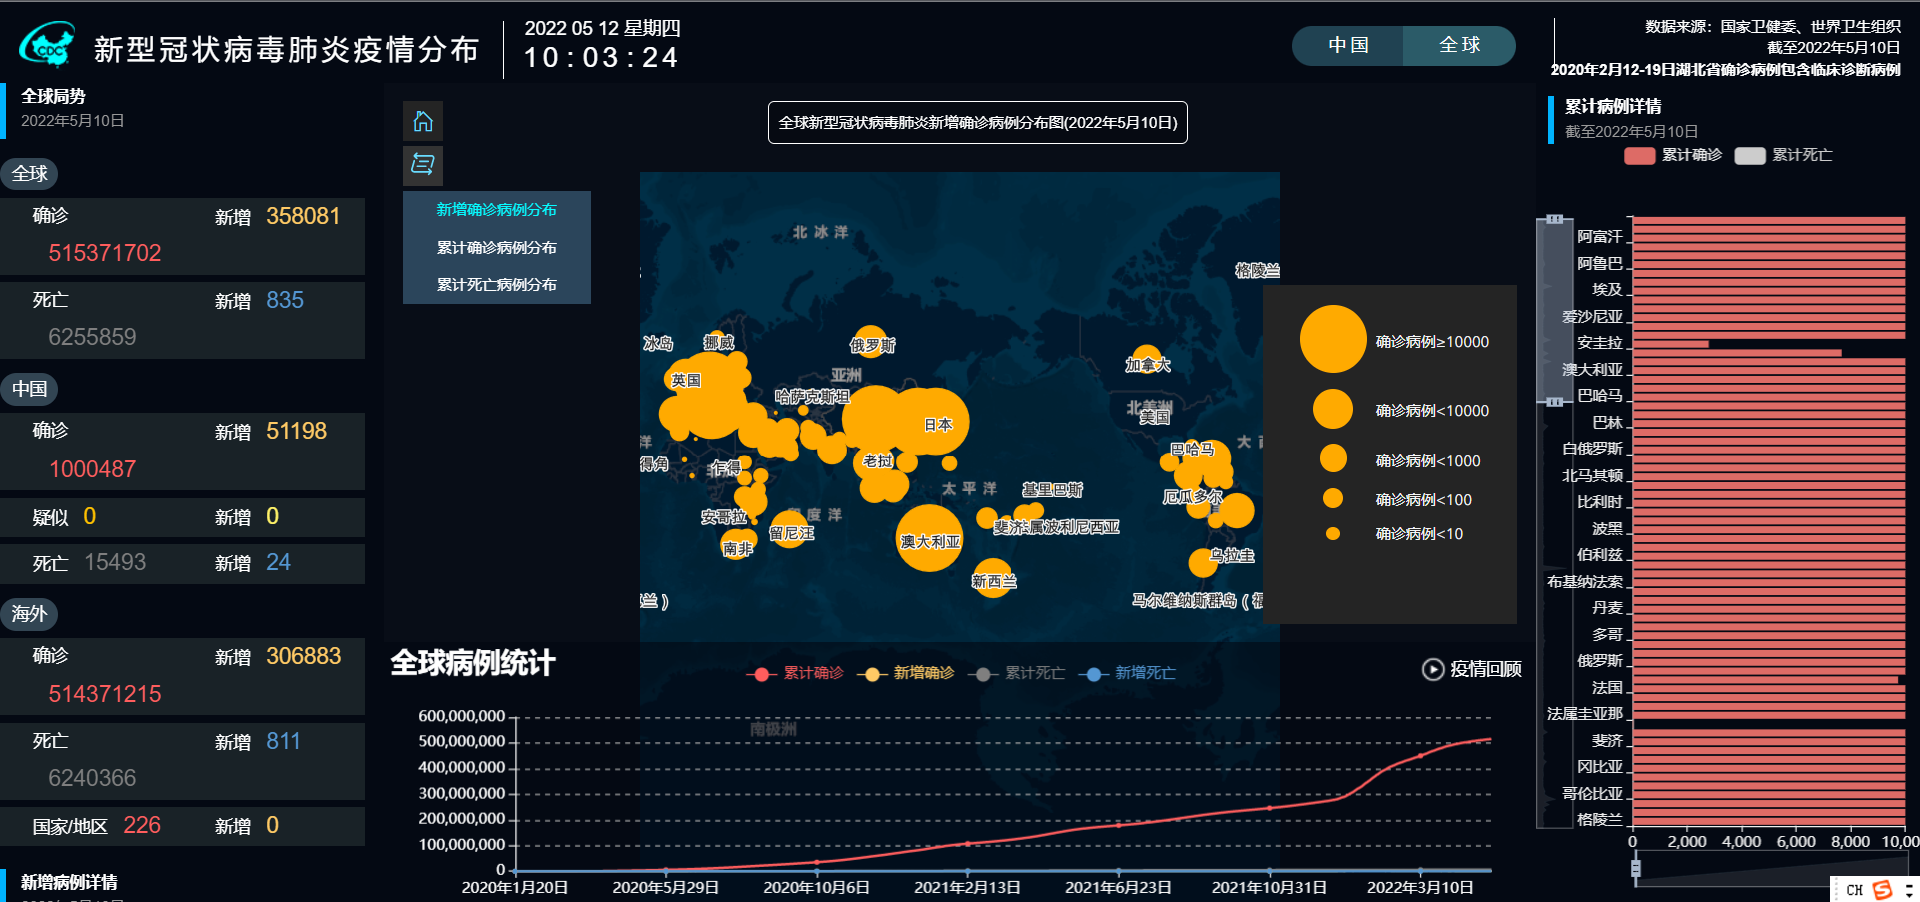 CDC
新型冠状病毒肺炎疫情分布
2022 05 12 星期四
10:03:24
中国
全球
数据来源：国家卫健委、世界卫生组织
截至2022年5月10日
2020年2月12-19日湖北省确诊病例包含临床诊断病例
全球局势
2022年5月10日
全球
确诊 新增 358081
515371702
死亡 新增 835
6255859
中国
确诊 新增 51198
1000487
疑似 0 新增 0
死亡 15493 新增 24
海外
确诊 新增 306883
514371215
死亡 新增 811
6240366
国家/地区 226 新增 0
新增病例详情
新增确诊病例分布
累计确诊病例分布
累计死亡病例分布
全球新型冠状病毒肺炎新增确诊病例分布图(2022年5月10日)
北冰洋
格陵兰
冰岛
挪威
俄罗斯
加拿大
英国
亚洲
哈萨克斯坦
北美洲
美国
日本
洋
大
巴哈马
得角
乍得
老挝
太平洋
基里巴斯
厄瓜多尔
安哥拉
度洋
留尼汪
斐济
属波利尼西亚
南非
澳大利亚
乌拉圭
新西兰
兰）
马尔维纳斯群岛（福
南极洲
确诊病例≥10000
确诊病例<10000
确诊病例<1000
确诊病例<100
确诊病例<10
全球病例统计
累计确诊 新增确诊 累计死亡 新增死亡
疫情回顾
600,000,000
500,000,000
400,000,000
300,000,000
200,000,000
100,000,000
0
2020年1月20日 2020年5月29日 2020年10月6日 2021年2月13日 2021年6月23日 2021年10月31日 2022年3月10日
累计病例详情
截至2022年5月10日
累计确诊 累计死亡
阿富汗
阿鲁巴
埃及
爱沙尼亚
安圭拉
澳大利亚
巴哈马
巴林
白俄罗斯
北马其顿
比利时
波黑
伯利兹
布基纳法索
丹麦
多哥
俄罗斯
法国
法属圭亚那
斐济
冈比亚
哥伦比亚
格陵兰
0 2,000 4,000 6,000 8,000 10,00
CH S